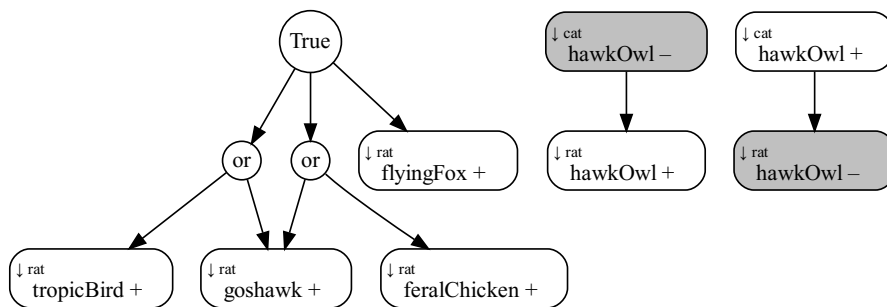 True
↓ cat
hawkOwl –
↓ cat
hawkOwl +
or
or
↓ rat
flyingFox +
↓ rat
hawkOwl +
↓ rat
hawkOwl –
↓ rat
tropicBird +
↓ rat
goshawk +
↓ rat
feralChicken +